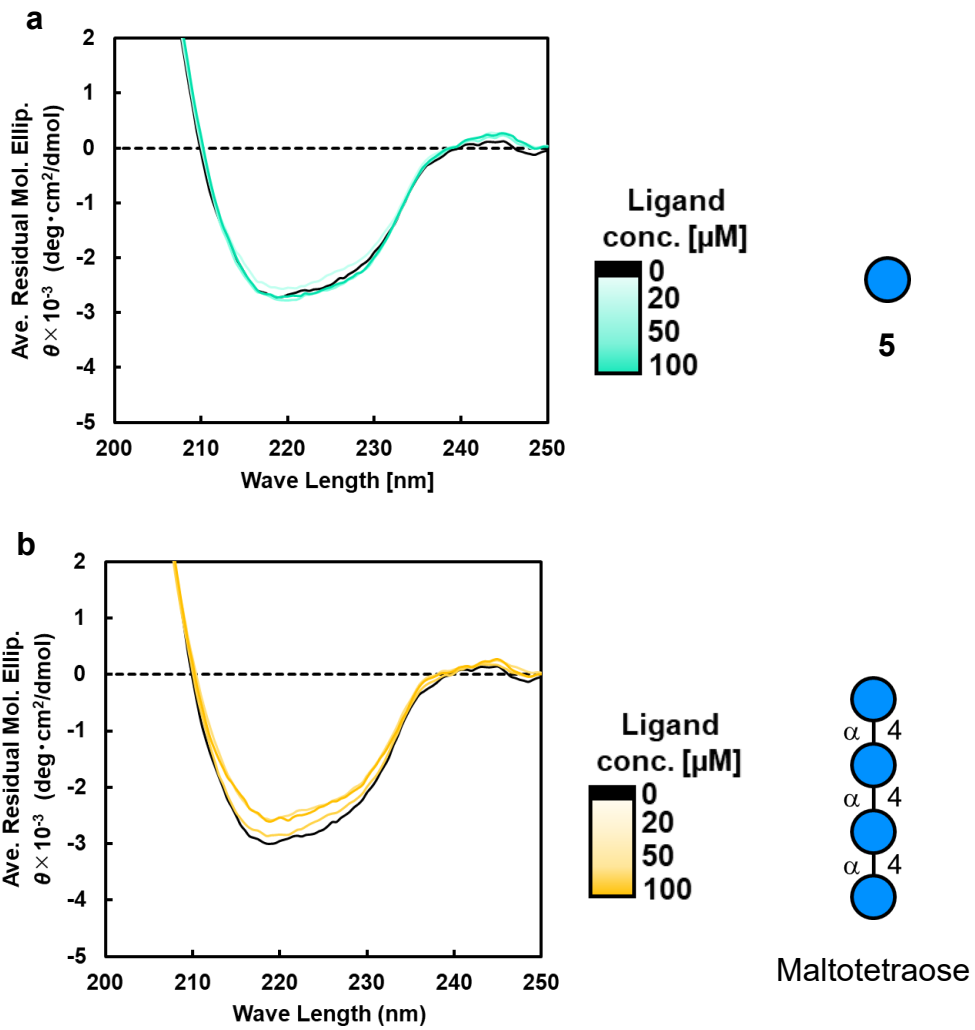 a
Ave. Residual Mol. Ellip.
θ×10⁻³ (deg·cm²/dmol)
2
1
0
-1
-2
-3
-4
-5
200
210
220
230
240
250
Wave Length [nm]
Ligand
conc. [µM]
0
20
50
100
5
b
Ave. Residual Mol. Ellip.
θ×10⁻³ (deg·cm²/dmol)
2
1
0
-1
-2
-3
-4
-5
200
210
220
230
240
250
Wave Length (nm)
Ligand
conc. [µM]
0
20
50
100
α 4
α 4
α 4
Maltotetraose